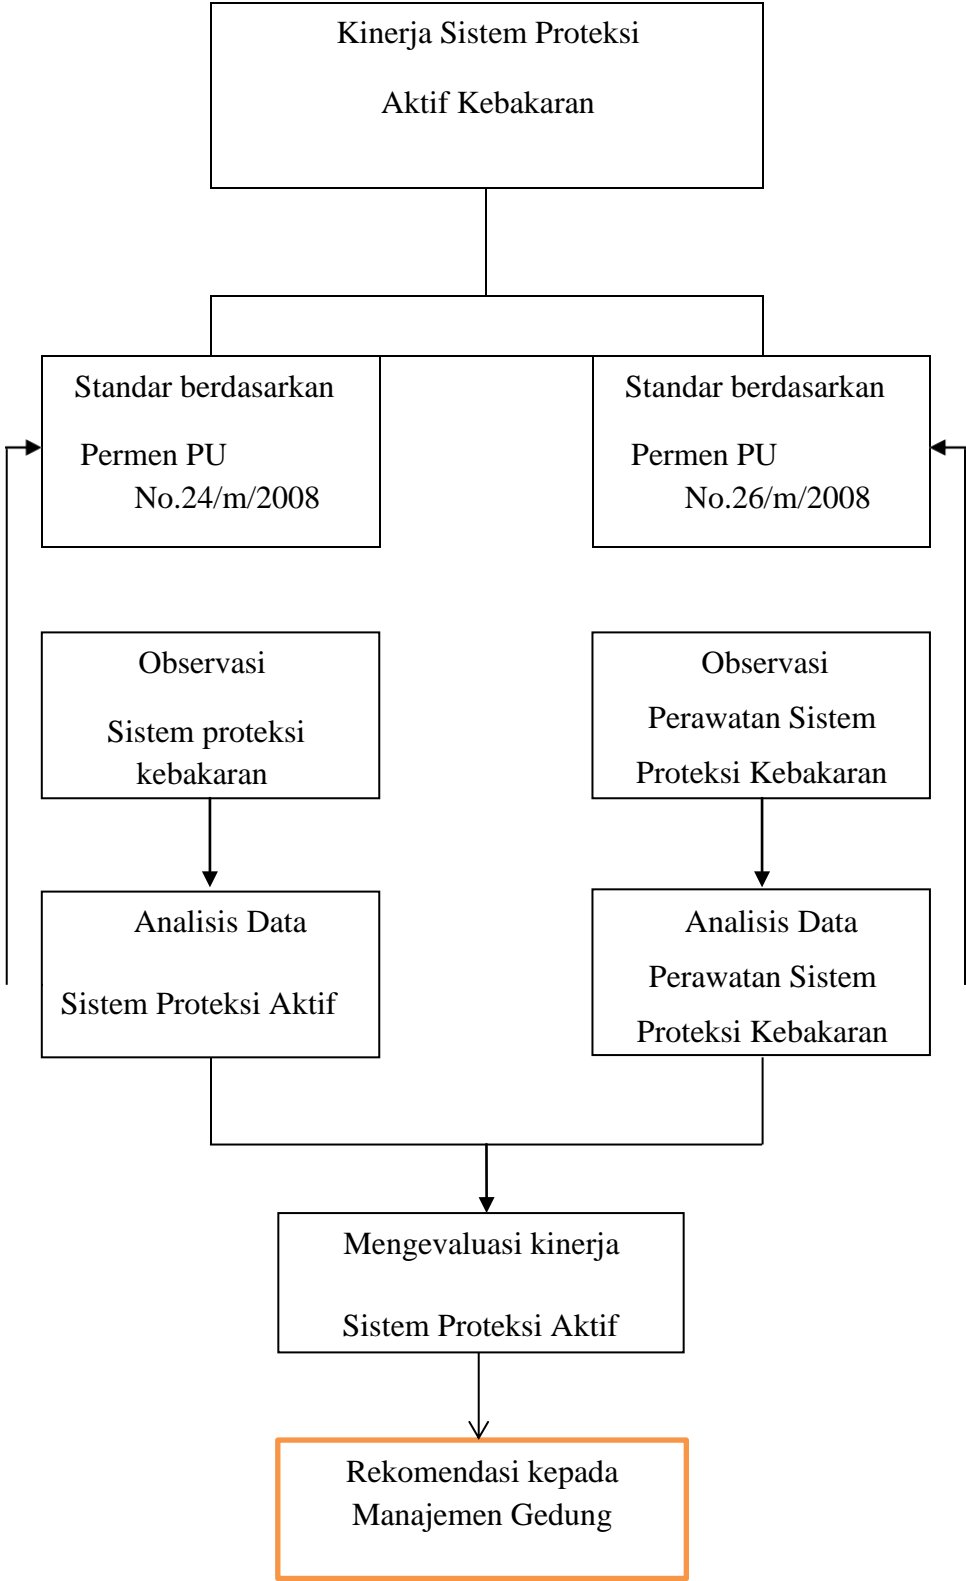 Kinerja Sistem Proteksi
Aktif Kebakaran
Standar berdasarkan
Permen PU
No.24/m/2008
Standar berdasarkan
Permen PU
No.26/m/2008
Observasi
Sistem proteksi
kebakaran
Observasi
Perawatan Sistem
Proteksi Kebakaran
Analisis Data
Sistem Proteksi Aktif
Analisis Data
Perawatan Sistem
Proteksi Kebakaran
Mengevaluasi kinerja
Sistem Proteksi Aktif
Rekomendasi kepada
Manajemen Gedung